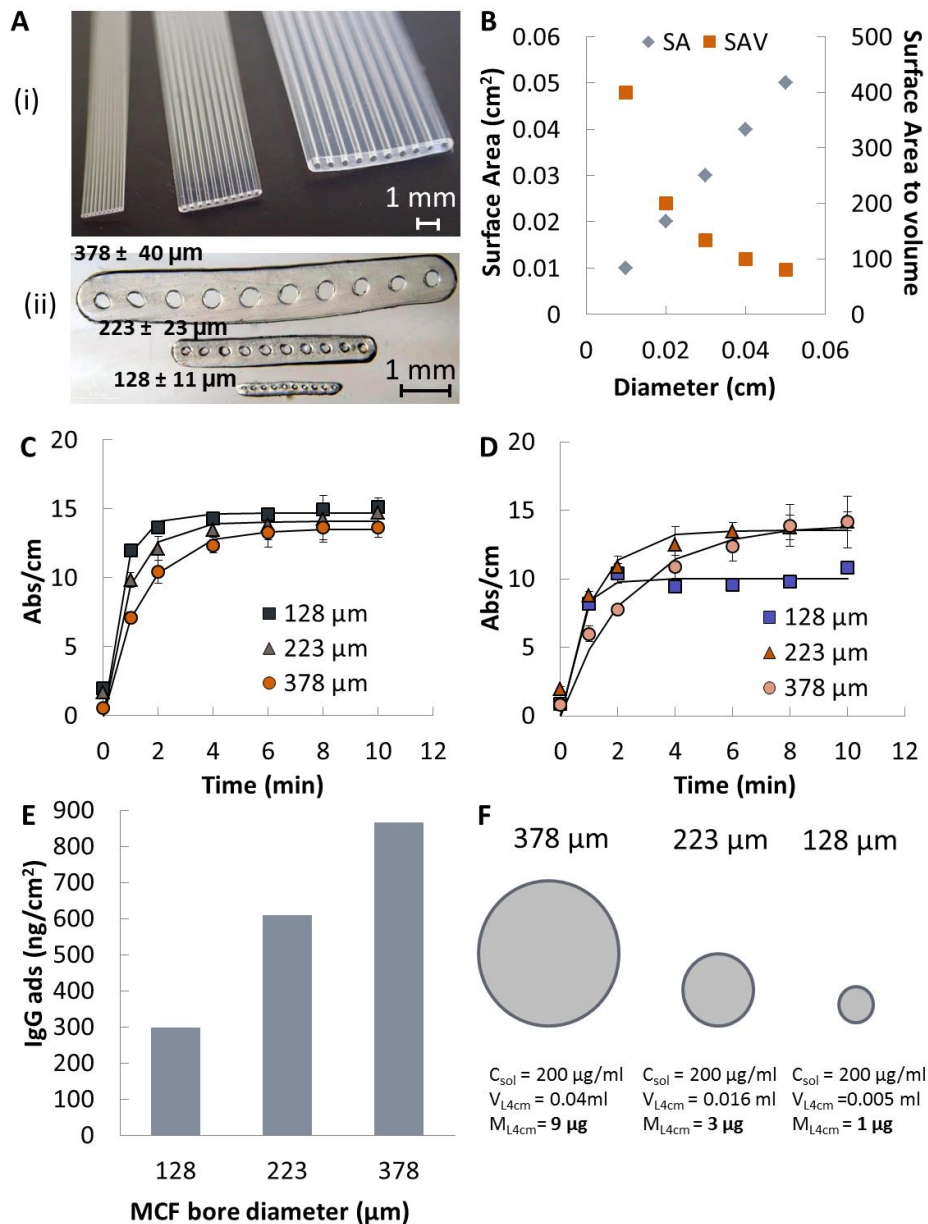 A
(i)
1 mm
(ii)
378 ± 40 µm
223 ± 23 µm
128 ± 11 µm
1 mm
B
SA SAV
Surface Area (cm²)
0.06
0.05
0.04
0.03
0.02
0.01
0
500
400
300
200
100
0
Surface Area to volume
0 0.02 0.04 0.06
Diameter (cm)
C
Abs/cm
20
15
10
5
0
128 µm
223 µm
378 µm
0 2 4 6 8 10 12
Time (min)
D
Abs/cm
20
15
10
5
0
128 µm
223 µm
378 µm
0 2 4 6 8 10 12
Time (min)
E
IgG ads (ng/cm²)
900
800
700
600
500
400
300
200
100
0
128 223 378
MCF bore diameter (µm)
F
378 µm 223 µm 128 µm
C_sol = 200 µg/ml C_sol = 200 µg/ml C_sol = 200 µg/ml
V_L4cm = 0.04ml V_L4cm = 0.016 ml V_L4cm =0.005 ml
M_L4cm = 9 µg M_L4cm = 3 µg M_L4cm = 1 µg